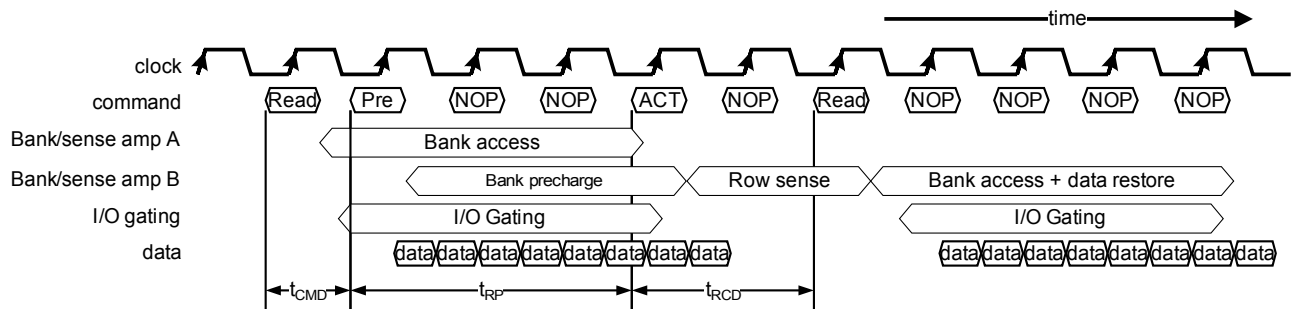 time
clock
command Read Pre NOP NOP ACT NOP Read NOP NOP NOP NOP
Bank/sense amp A Bank access
Bank/sense amp B Bank precharge Row sense Bank access + data restore
I/O gating I/O Gating I/O Gating
data data data data data data data data data data data data data data data data data
tCMD tRP tRCD